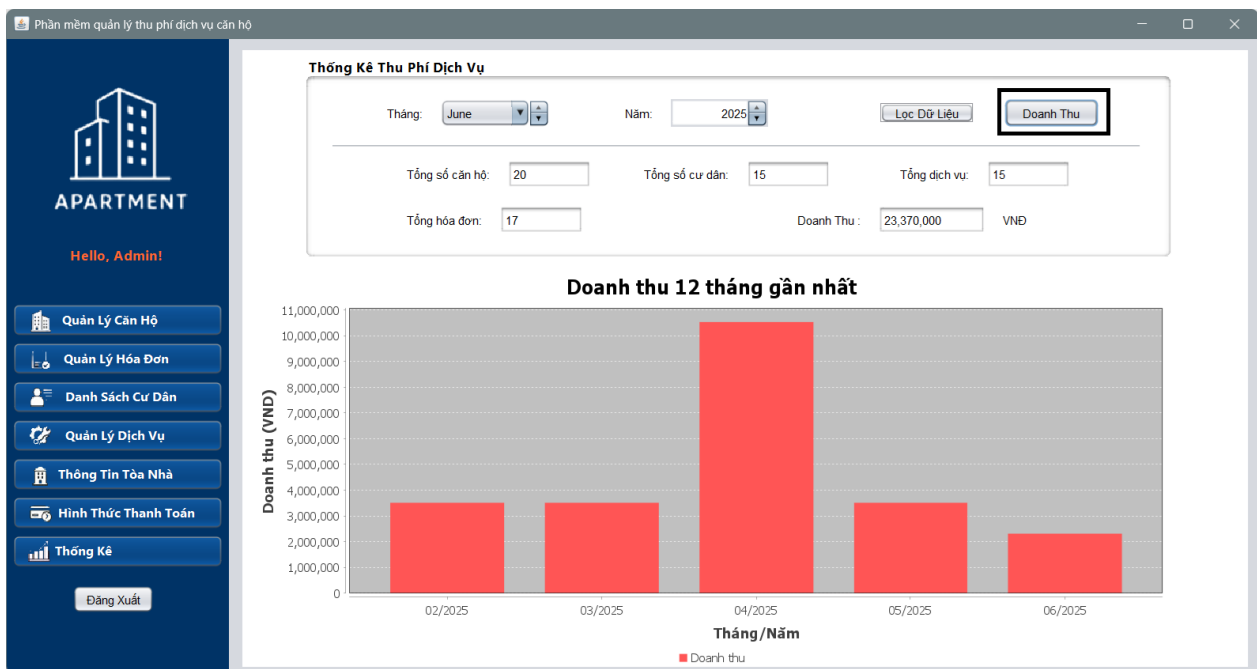 Phần mềm quản lý thu phí dịch vụ căn hộ
APARTMENT
Hello, Admin!
Quản Lý Căn Hộ
Quản Lý Hóa Đơn
Danh Sách Cư Dân
Quản Lý Dịch Vụ
Thông Tin Tòa Nhà
Hình Thức Thanh Toán
Thống Kê
Đăng Xuất
Thống Kê Thu Phí Dịch Vụ
Tháng: June Năm: 2025 Lọc Dữ Liệu Doanh Thu
Tổng số căn hộ: 20 Tổng số cư dân: 15 Tổng dịch vụ: 15
Tổng hóa đơn: 17 Doanh Thu : 23,370,000 VNĐ
Doanh thu 12 tháng gần nhất
Doanh thu (VND)
11,000,000
10,000,000
9,000,000
8,000,000
7,000,000
6,000,000
5,000,000
4,000,000
3,000,000
2,000,000
1,000,000
0
02/2025 03/2025 04/2025 05/2025 06/2025
Tháng/Năm
Doanh thu